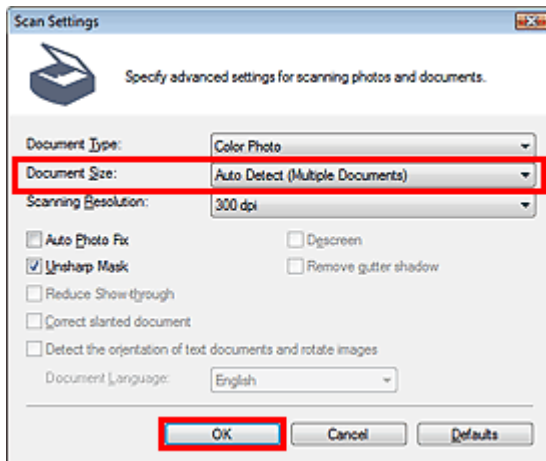 Scan Settings
Specify advanced settings for scanning photos and documents.
Document Type: Color Photo
Document Size: Auto Detect (Multiple Documents)
Scanning Resolution: 300 dpi
Auto Photo Fix Descreen
Unsharp Mask Remove gutter shadow
Reduce Show-through
Correct slanted document
Detect the orientation of text documents and rotate images
Document Language: English
OK Cancel Defaults